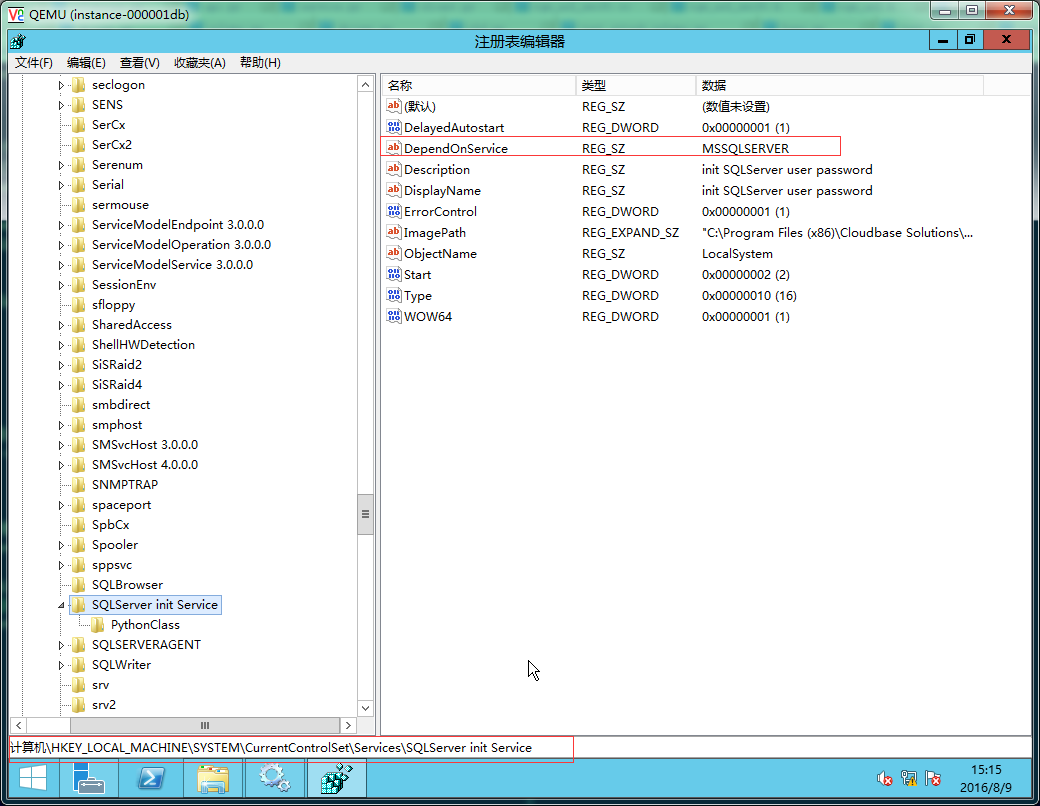 QEMU (instance-000001db)
注册表编辑器
文件(F) 编辑(E) 查看(V) 收藏夹(A) 帮助(H)
seclogon
SENS
SerCx
SerCx2
Serenum
Serial
sermouse
ServiceModelEndpoint 3.0.0.0
ServiceModelOperation 3.0.0.0
ServiceModelService 3.0.0.0
SessionEnv
sfloppy
SharedAccess
ShellHWDetection
SiSRaid2
SiSRaid4
smbdirect
smphost
SMSvcHost 3.0.0.0
SMSvcHost 4.0.0.0
SNMPTRAP
spaceport
SpbCx
Spooler
sppsvc
SQLBrowser
SQLServer init Service
PythonClass
SQLSERVERAGENT
SQLWriter
srv
srv2
名称 类型 数据
(默认) REG_SZ (数值未设置)
DelayedAutostart REG_DWORD 0x00000001 (1)
DependOnService REG_SZ MSSQLSERVER
Description REG_SZ init SQLServer user password
DisplayName REG_SZ init SQLServer user password
ErrorControl REG_DWORD 0x00000001 (1)
ImagePath REG_EXPAND_SZ "C:\Program Files (x86)\Cloudbase Solutions\...
ObjectName REG_SZ LocalSystem
Start REG_DWORD 0x00000002 (2)
Type REG_DWORD 0x00000010 (16)
WOW64 REG_DWORD 0x00000001 (1)
计算机\HKEY_LOCAL_MACHINE\SYSTEM\CurrentControlSet\Services\SQLServer init Service
15:15
2016/8/9